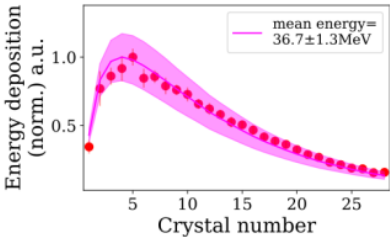 Energy deposition
(norm.) a.u.
1.0
0.5
mean energy=
36.7±1.3MeV
5
10
15
20
25
Crystal number